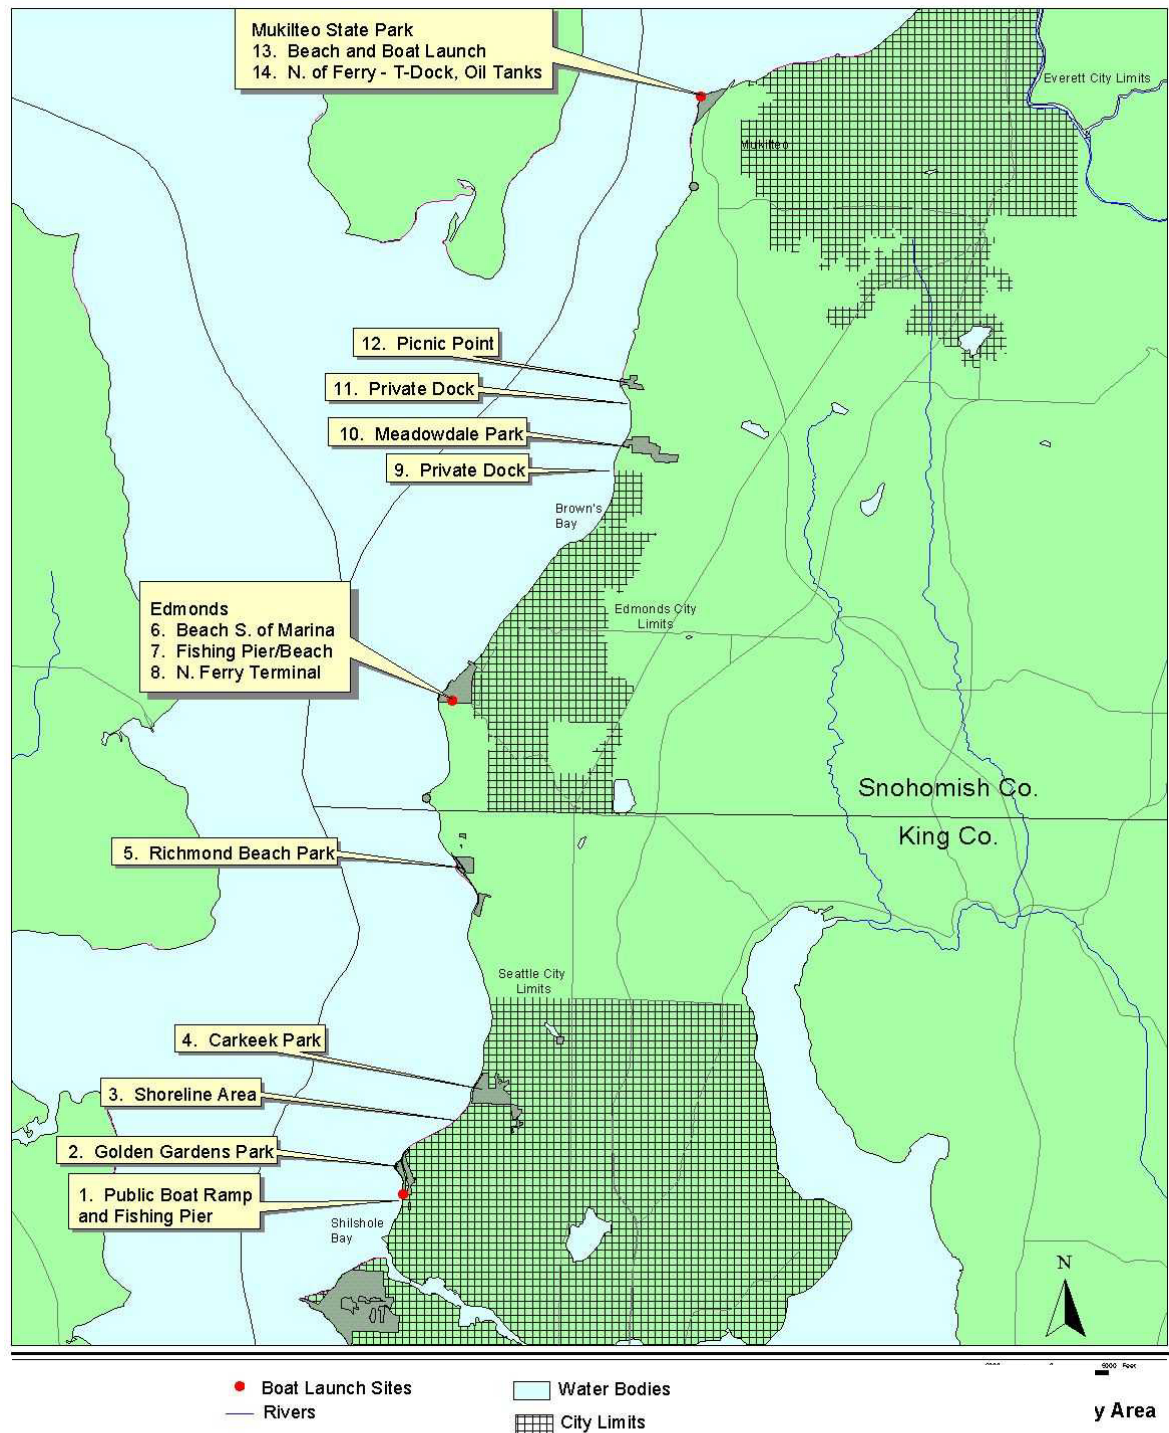 Mukilteo State Park
13. Beach and Boat Launch
14. N. of Ferry - T-Dock, Oil Tanks
Everett City Limits
Mukilteo
12. Picnic Point
11. Private Dock
10. Meadowdale Park
9. Private Dock
Brown's
Bay
Edmonds
6. Beach S. of Marina
7. Fishing Pier/Beach
8. N. Ferry Terminal
Edmonds City
Limits
Snohomish Co.
King Co.
5. Richmond Beach Park
Seattle City
Limits
4. Carkeek Park
3. Shoreline Area
2. Golden Gardens Park
1. Public Boat Ramp
and Fishing Pier
Shilshole
Bay
N
Feet
Boat Launch Sites
Water Bodies
Rivers
City Limits
y Area